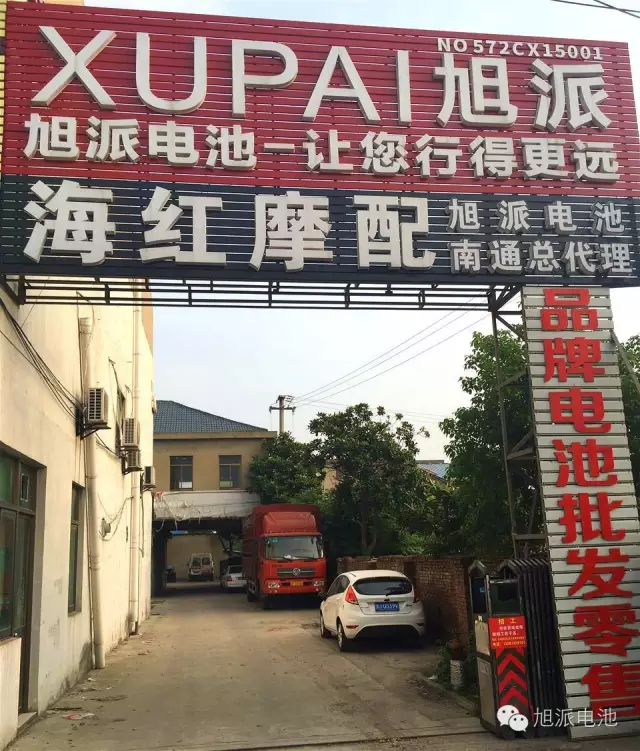 XUPAI旭派
NO 572CX15001
旭派电池-让您行得更远
海红摩配
旭派电池
南通总代理
品牌电池批发零售
招工
旭派电池